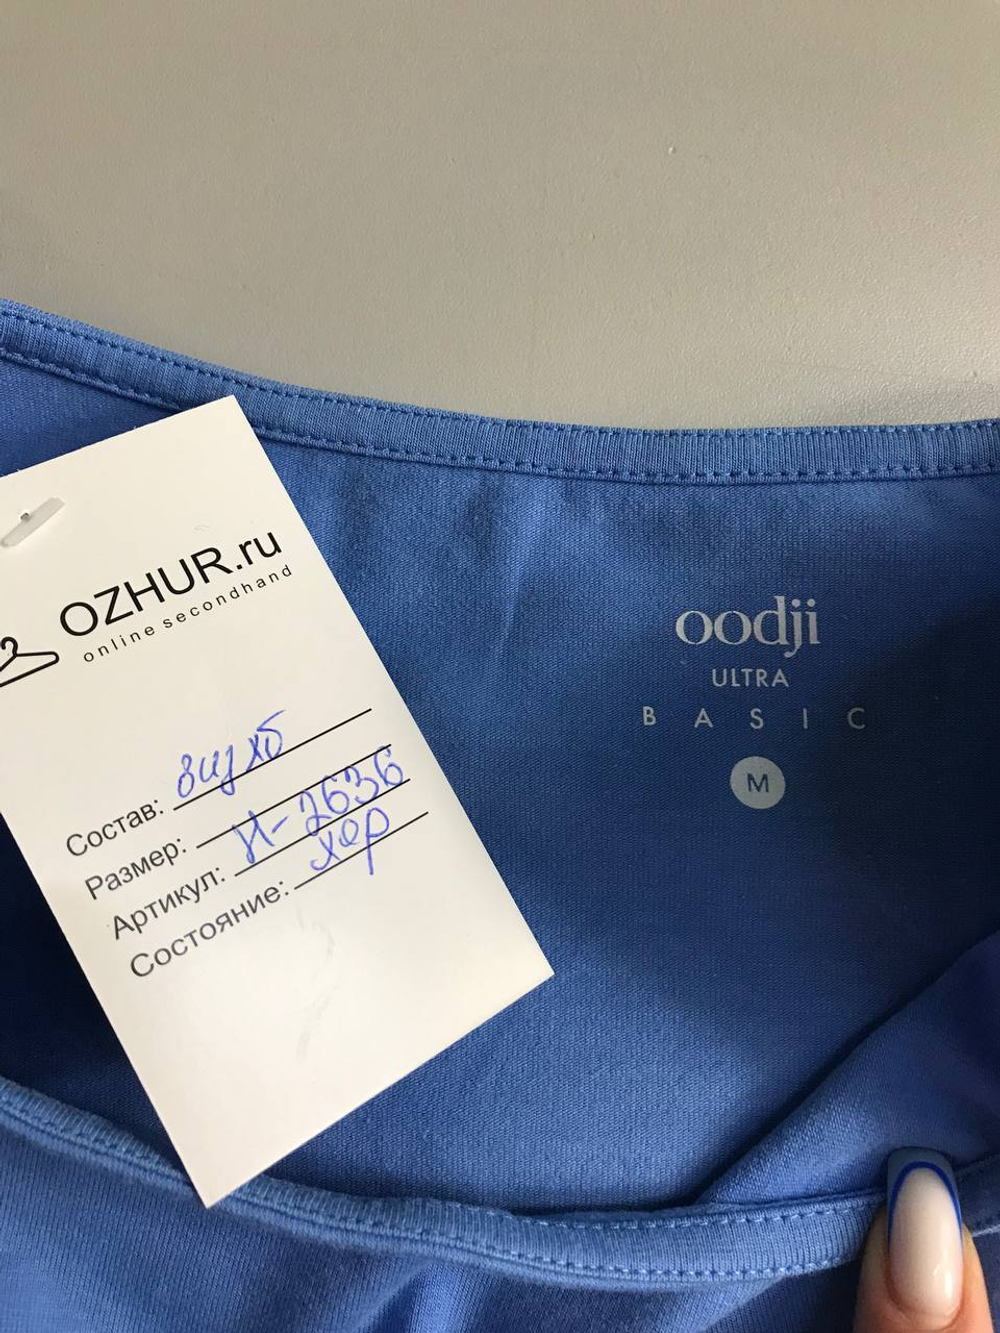 OZHUR.ru
online secondhand
Состав: виз хб
Размер:
Артикул: И-2636
Состояние: хор
oodji
ULTRA
BASIC
M